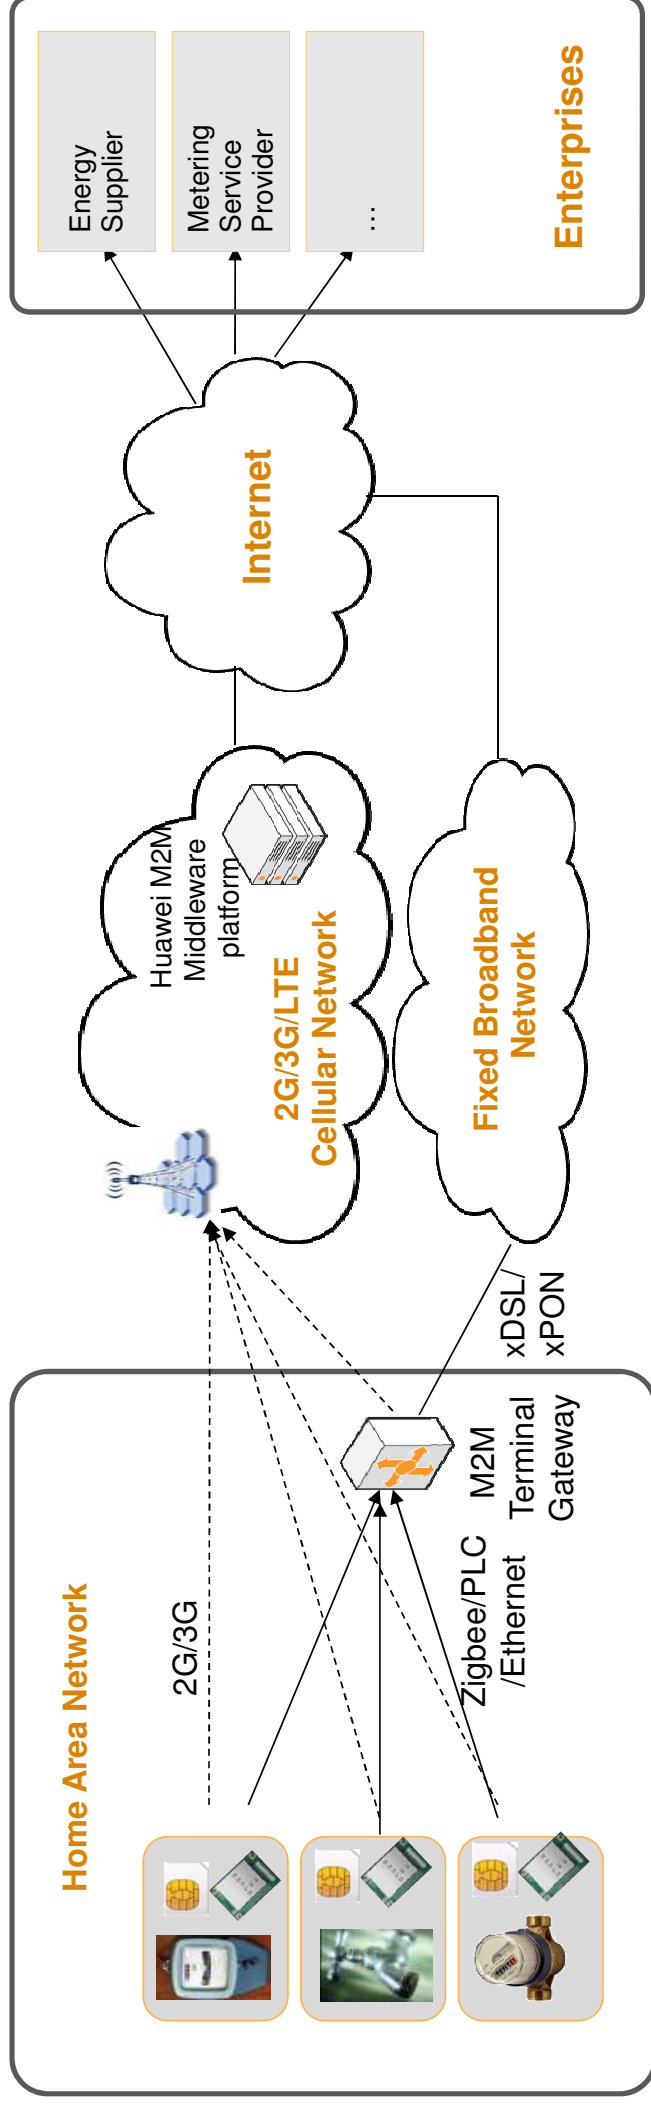 Home Area Network
2G/3G
Zigbee/PLC
/Ethernet
M2M
Terminal
Gateway
xDSL/
xPON
Huawei M2M
Middleware
platform
2G/3G/LTE
Cellular Network
Fixed Broadband
Network
Internet
Energy
Supplier
Metering
Service
Provider
…
Enterprises